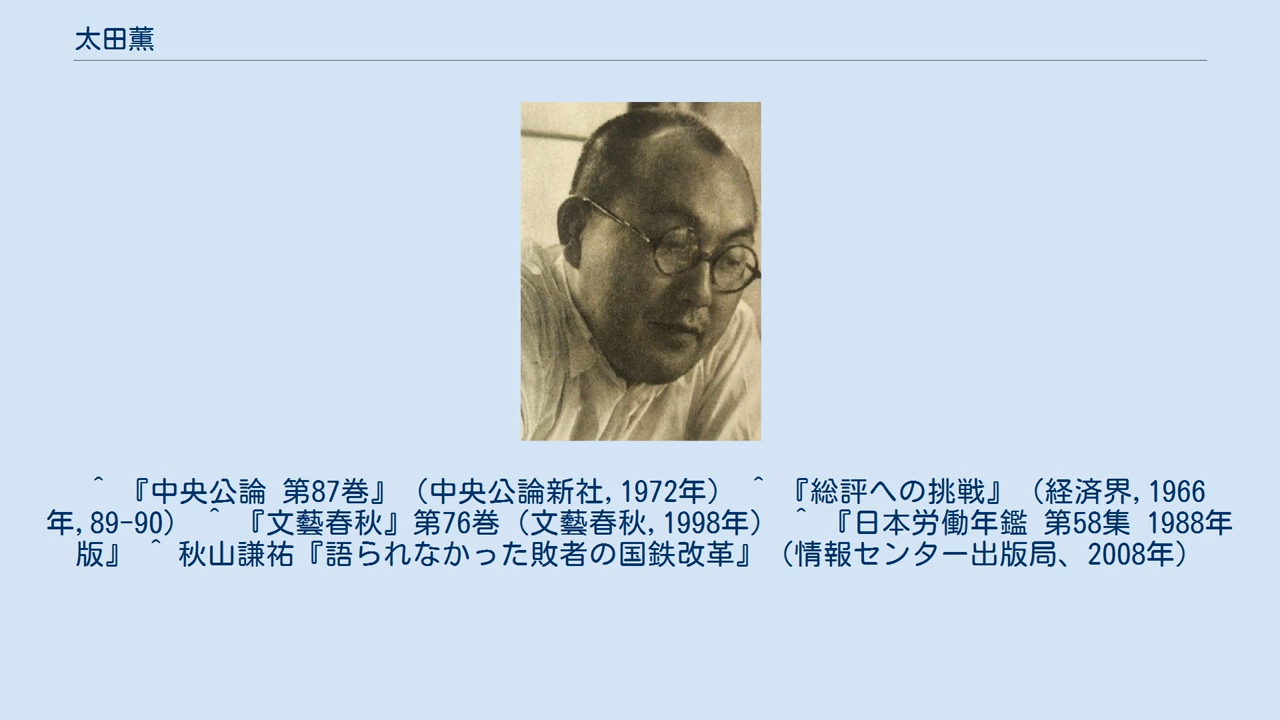 太田薫
^ 『中央公論 第87巻』（中央公論新社,1972年） ^ 『総評への挑戦』（経済界,1966
年,89-90） ^ 『文藝春秋』第76巻（文藝春秋,1998年） ^ 『日本労働年鑑 第58集 1988年
版』 ^ 秋山謙祐『語られなかった敗者の国鉄改革』（情報センター出版局、2008年）